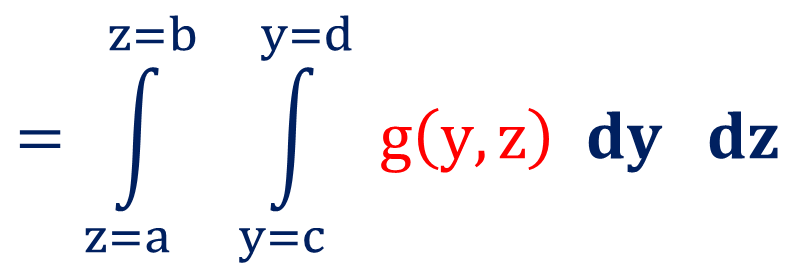 z=b y=d
= ∫ ∫ g(y, z) dy dz
z=a y=c